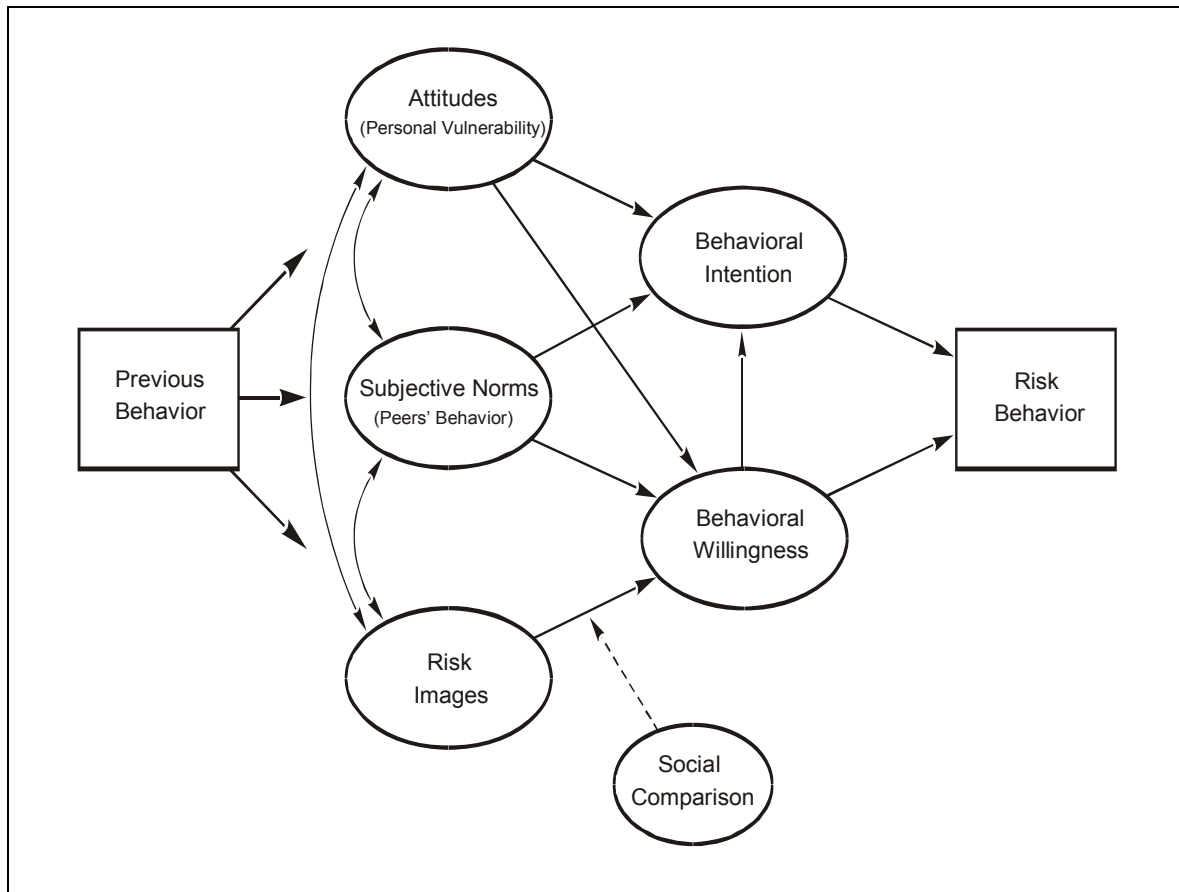 Attitudes
(Personal Vulnerability)
Behavioral
Intention
Previous
Behavior
Subjective Norms
(Peers' Behavior)
Risk
Behavior
Behavioral
Willingness
Risk
Images
Social
Comparison